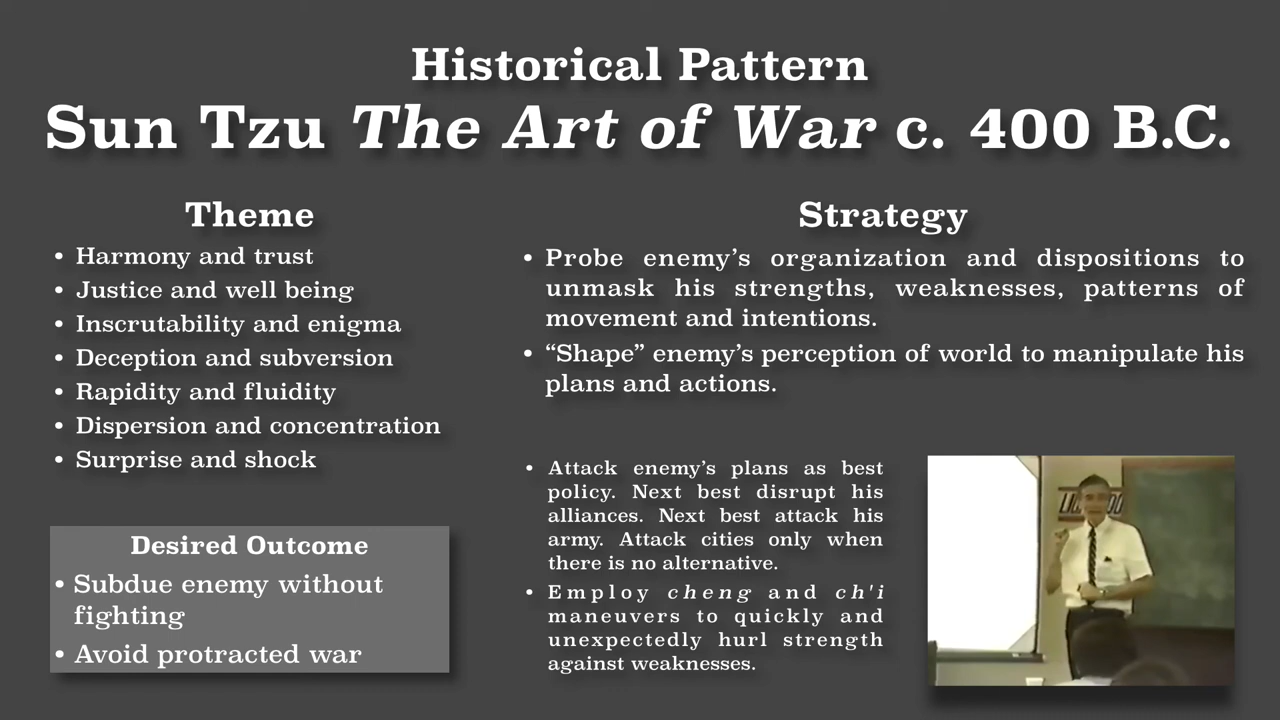 Historical Pattern
Sun Tzu The Art of War c. 400 B.C.
Theme
• Harmony and trust
• Justice and well being
• Inscrutability and enigma
• Deception and subversion
• Rapidity and fluidity
• Dispersion and concentration
• Surprise and shock
Desired Outcome
• Subdue enemy without
fighting
• Avoid protracted war
Strategy
• Probe enemy’s organization and dispositions to
unmask his strengths, weaknesses, patterns of
movement and intentions.
• “Shape” enemy’s perception of world to manipulate his
plans and actions.
• Attack enemy’s plans as best
policy. Next best disrupt his
alliances. Next best attack his
army. Attack cities only when
there is no alternative.
• Employ cheng and ch'i
maneuvers to quickly and
unexpectedly hurl strength
against weaknesses.